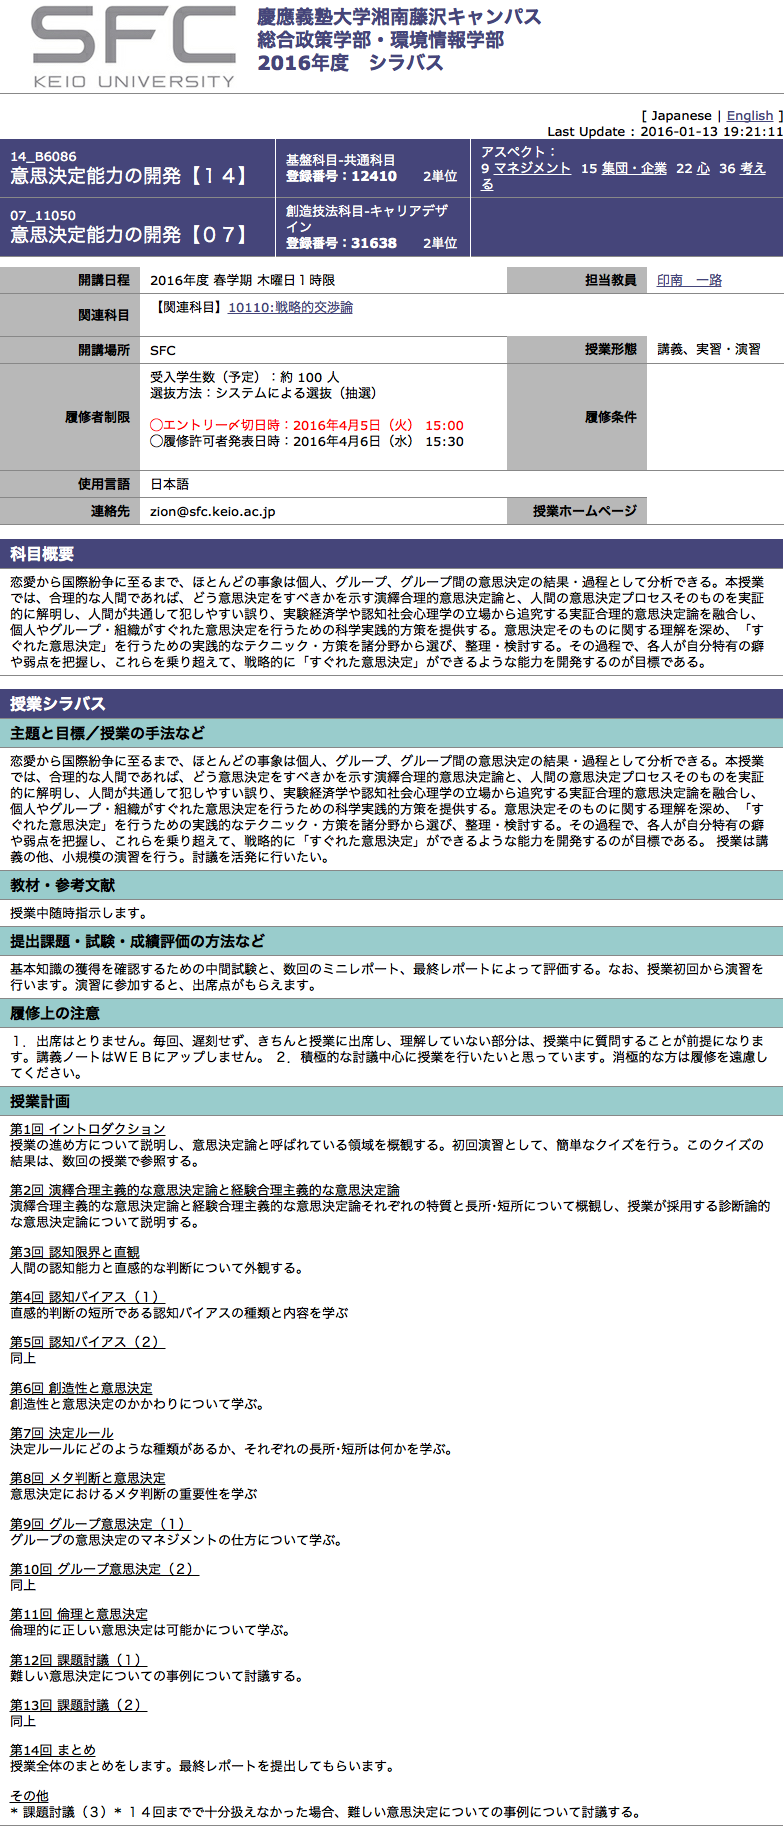 SFC
KEIO UNIVERSITY
慶應義塾大学湘南藤沢キャンパス
総合政策学部・環境情報学部
2016年度　シラバス
[ Japanese | English ]
Last Update : 2016-01-13 19:21:11
14_B6086
意思決定能力の開発【１４】
基盤科目-共通科目
登録番号：12410　　2単位
アスペクト：
9 マネジメント　15 集団・企業　22 心　36 考え
る
07_11050
意思決定能力の開発【０７】
創造技法科目-キャリアデザ
イン
登録番号：31638　　2単位
開講日程　2016年度 春学期 木曜日１時限　担当教員　印南　一路
関連科目　【関連科目】10110:戦略的交渉論
開講場所　SFC　授業形態　講義、実習・演習
受入学生数（予定）：約 100 人
選抜方法：システムによる選抜（抽選）
履修者制限　履修条件
◯エントリー〆切日時：2016年4月5日（火） 15:00
◯履修許可者発表日時：2016年4月6日（水） 15:30
使用言語　日本語
連絡先　zion@sfc.keio.ac.jp　授業ホームページ
科目概要
恋愛から国際紛争に至るまで、ほとんどの事象は個人、グループ、グループ間の意思決定の結果・過程として分析できる。本授業
では、合理的な人間であれば、どう意思決定をすべきかを示す演繹合理的意思決定論と、人間の意思決定プロセスそのものを実証
的に解明し、人間が共通して犯しやすい誤り、実験経済学や認知社会心理学の立場から追究する実証合理的意思決定論を融合し、
個人やグループ・組織がすぐれた意思決定を行うための科学実践的方策を提供する。意思決定そのものに関する理解を深め、「す
ぐれた意思決定」を行うための実践的なテクニック・方策を諸分野から選び、整理・検討する。その過程で、各人が自分特有の癖
や弱点を把握し、これらを乗り超えて、戦略的に「すぐれた意思決定」ができるような能力を開発するのが目標である。
授業シラバス
主題と目標／授業の手法など
恋愛から国際紛争に至るまで、ほとんどの事象は個人、グループ、グループ間の意思決定の結果・過程として分析できる。本授業
では、合理的な人間であれば、どう意思決定をすべきかを示す演繹合理的意思決定論と、人間の意思決定プロセスそのものを実証
的に解明し、人間が共通して犯しやすい誤り、実験経済学や認知社会心理学の立場から追究する実証合理的意思決定論を融合し、
個人やグループ・組織がすぐれた意思決定を行うための科学実践的方策を提供する。意思決定そのものに関する理解を深め、「す
ぐれた意思決定」を行うための実践的なテクニック・方策を諸分野から選び、整理・検討する。その過程で、各人が自分特有の癖
や弱点を把握し、これらを乗り超えて、戦略的に「すぐれた意思決定」ができるような能力を開発するのが目標である。 授業は講
義の他、小規模の演習を行う。討議を活発に行いたい。
教材・参考文献
授業中随時指示します。
提出課題・試験・成績評価の方法など
基本知識の獲得を確認するための中間試験と、数回のミニレポート、最終レポートによって評価する。なお、授業初回から演習を
行います。演習に参加すると、出席点がもらえます。
履修上の注意
１．出席はとりません。毎回、遅刻せず、きちんと授業に出席し、理解していない部分は、授業中に質問することが前提になりま
す。講義ノートはＷＥＢにアップしません。 ２．積極的な討議中心に授業を行いたいと思っています。消極的な方は履修を遠慮し
てください。
授業計画
第1回 イントロダクション
授業の進め方について説明し、意思決定論と呼ばれている領域を概観する。初回演習として、簡単なクイズを行う。このクイズの
結果は、数回の授業で参照する。
第2回 演繹合理主義的な意思決定論と経験合理主義的な意思決定論
演繹合理主義的な意思決定論と経験合理主義的な意思決定論それぞれの特質と長所･短所について概観し、授業が採用する診断論的
な意思決定論について説明する。
第3回 認知限界と直観
人間の認知能力と直感的な判断について外観する。
第4回 認知バイアス（１）
直感的判断の短所である認知バイアスの種類と内容を学ぶ
第5回 認知バイアス（２）
同上
第6回 創造性と意思決定
創造性と意思決定のかかわりについて学ぶ。
第7回 決定ルール
決定ルールにどのような種類があるか、それぞれの長所･短所は何かを学ぶ。
第8回 メタ判断と意思決定
意思決定におけるメタ判断の重要性を学ぶ
第9回 グループ意思決定（１）
グループの意思決定のマネジメントの仕方について学ぶ。
第10回 グループ意思決定（２）
同上
第11回 倫理と意思決定
倫理的に正しい意思決定は可能かについて学ぶ。
第12回 課題討議（１）
難しい意思決定についての事例について討議する。
第13回 課題討議（２）
同上
第14回 まとめ
授業全体のまとめをします。最終レポートを提出してもらいます。
その他
* 課題討議（３）* １４回までで十分扱えなかった場合、難しい意思決定についての事例について討議する。